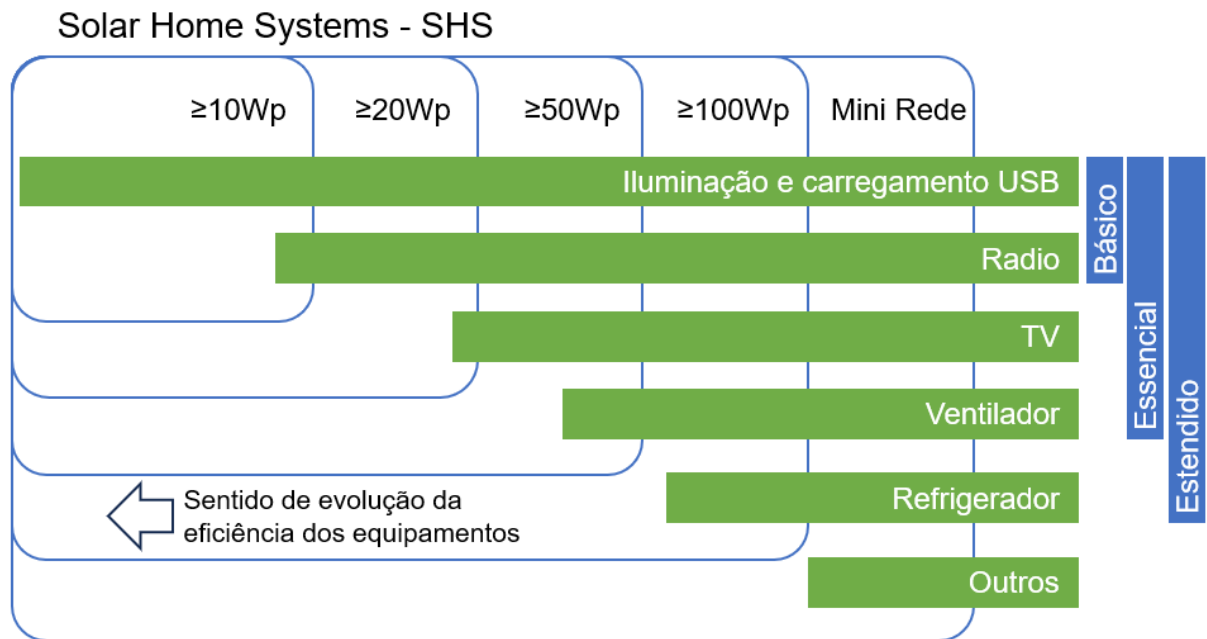 Solar Home Systems - SHS
≥10Wp
≥20Wp
≥50Wp
≥100Wp
Mini Rede
Iluminação e carregamento USB
Radio
TV
Ventilador
Refrigerador
Outros
Básico
Essencial
Estendido
Sentido de evolução da
eficiência dos equipamentos